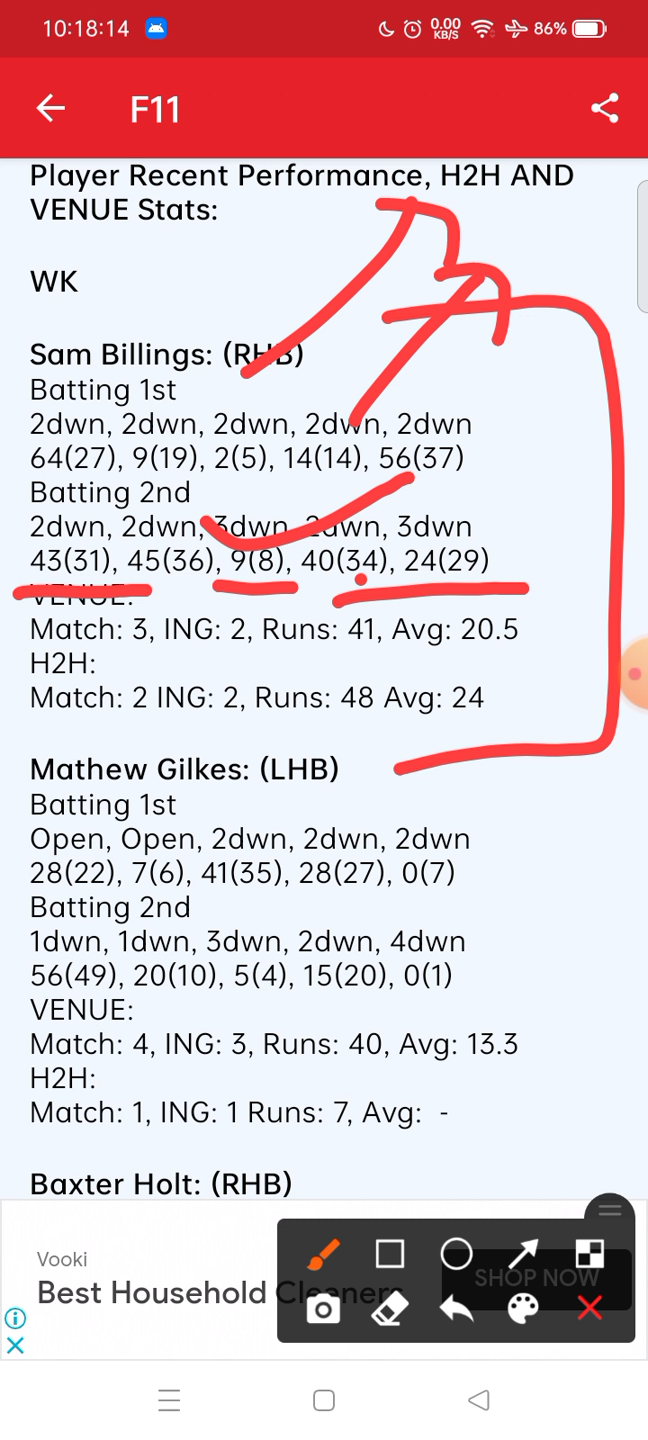 10:18:14
0.00 KB/S
86%
F11
Player Recent Performance, H2H AND
VENUE Stats:
WK
Sam Billings: (RHB)
Batting 1st
2dwn, 2dwn, 2dwn, 2dwn, 2dwn
64(27), 9(19), 2(5), 14(14), 56(37)
Batting 2nd
2dwn, 2dwn, 3dwn, 2dwn, 3dwn
43(31), 45(36), 9(8), 40(34), 24(29)
VENUE:
Match: 3, ING: 2, Runs: 41, Avg: 20.5
H2H:
Match: 2 ING: 2, Runs: 48 Avg: 24
Mathew Gilkes: (LHB)
Batting 1st
Open, Open, 2dwn, 2dwn, 2dwn
28(22), 7(6), 41(35), 28(27), 0(7)
Batting 2nd
1dwn, 1dwn, 3dwn, 2dwn, 4dwn
56(49), 20(10), 5(4), 15(20), 0(1)
VENUE:
Match: 4, ING: 3, Runs: 40, Avg: 13.3
H2H:
Match: 1, ING: 1 Runs: 7, Avg: -
Baxter Holt: (RHB)
Vooki
Best Household Cleaners
SHOP NOW